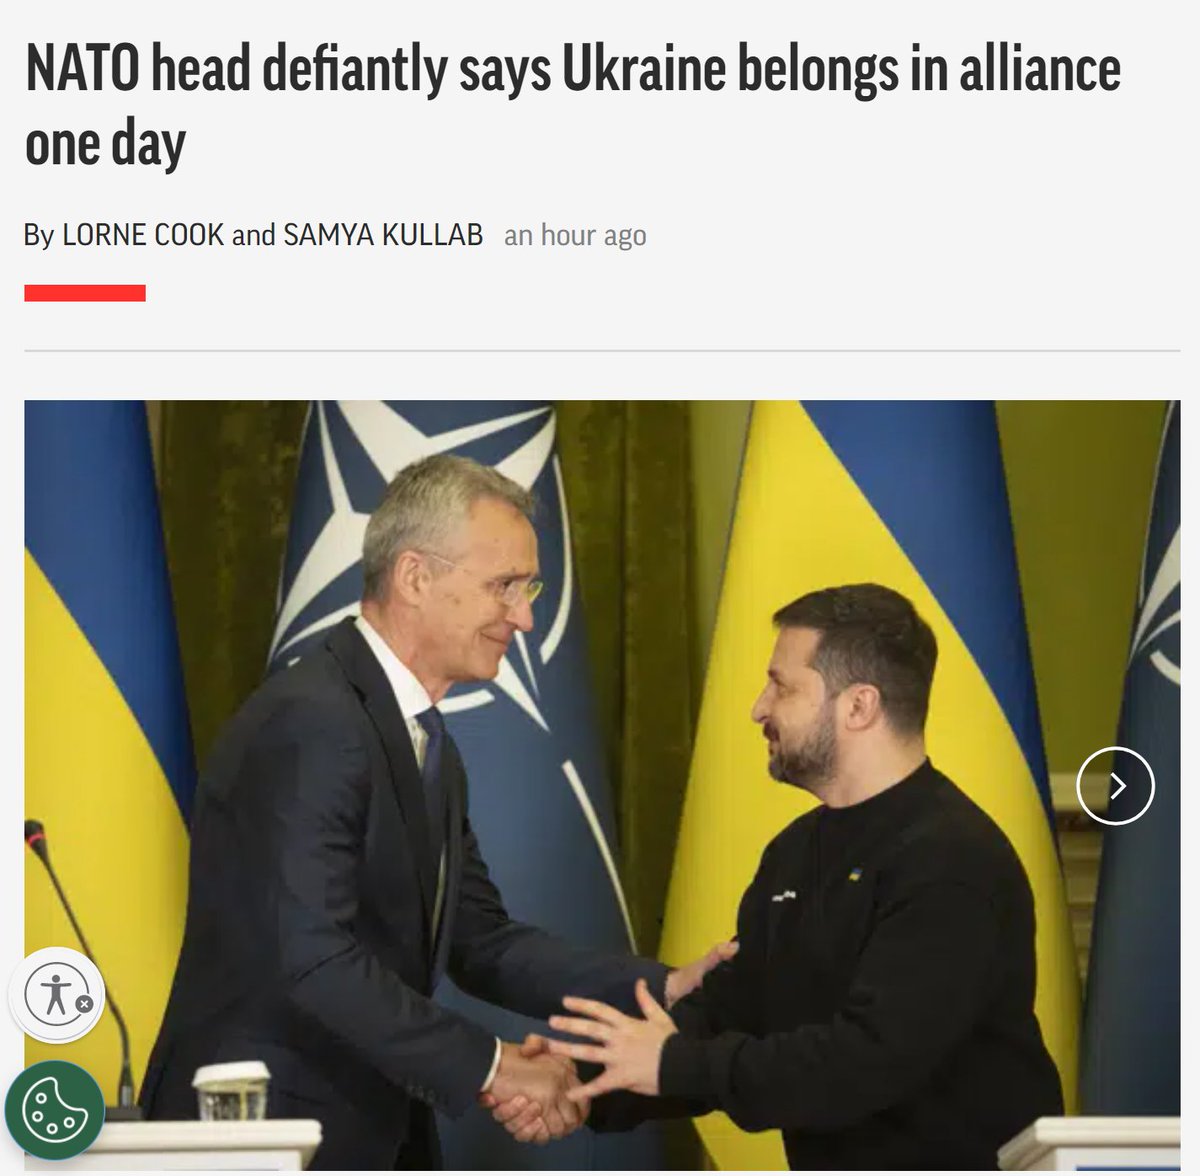 NATO head defiantly says Ukraine belongs in alliance
one day
By LORNE COOK and SAMYA KULLAB an hour ago